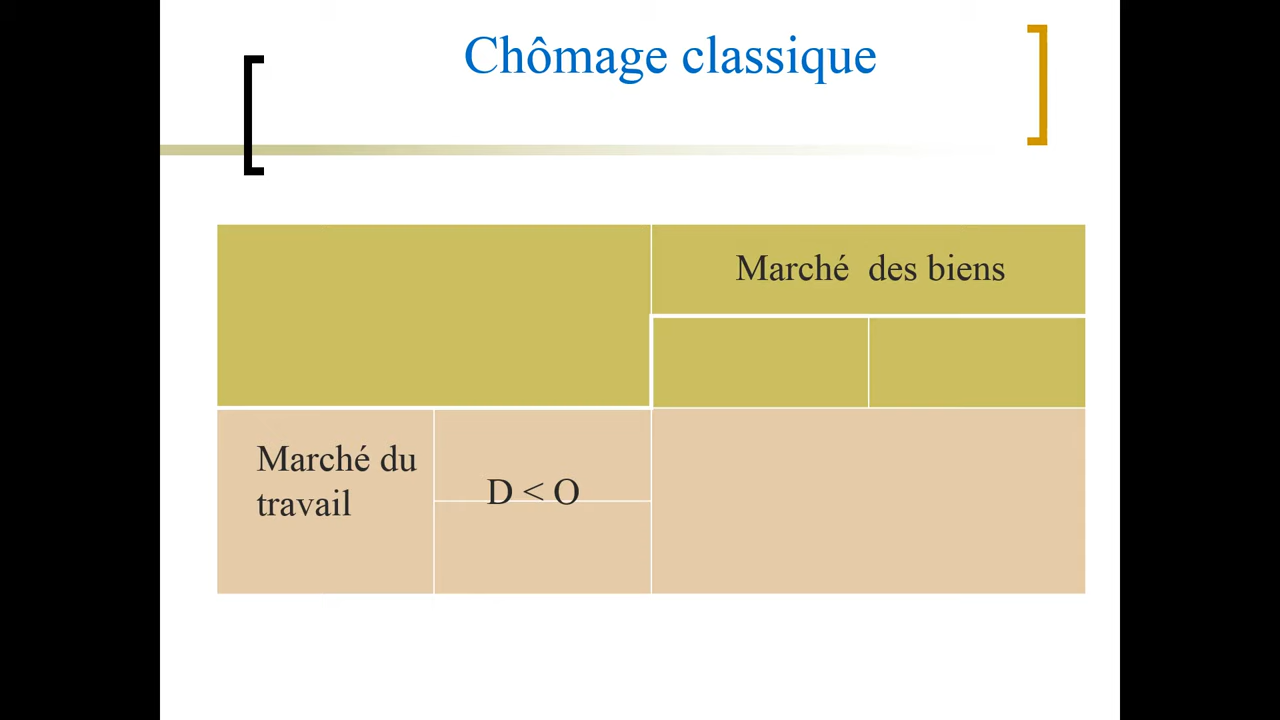 Chômage classique
Marché des biens
Marché du
travail
D < O